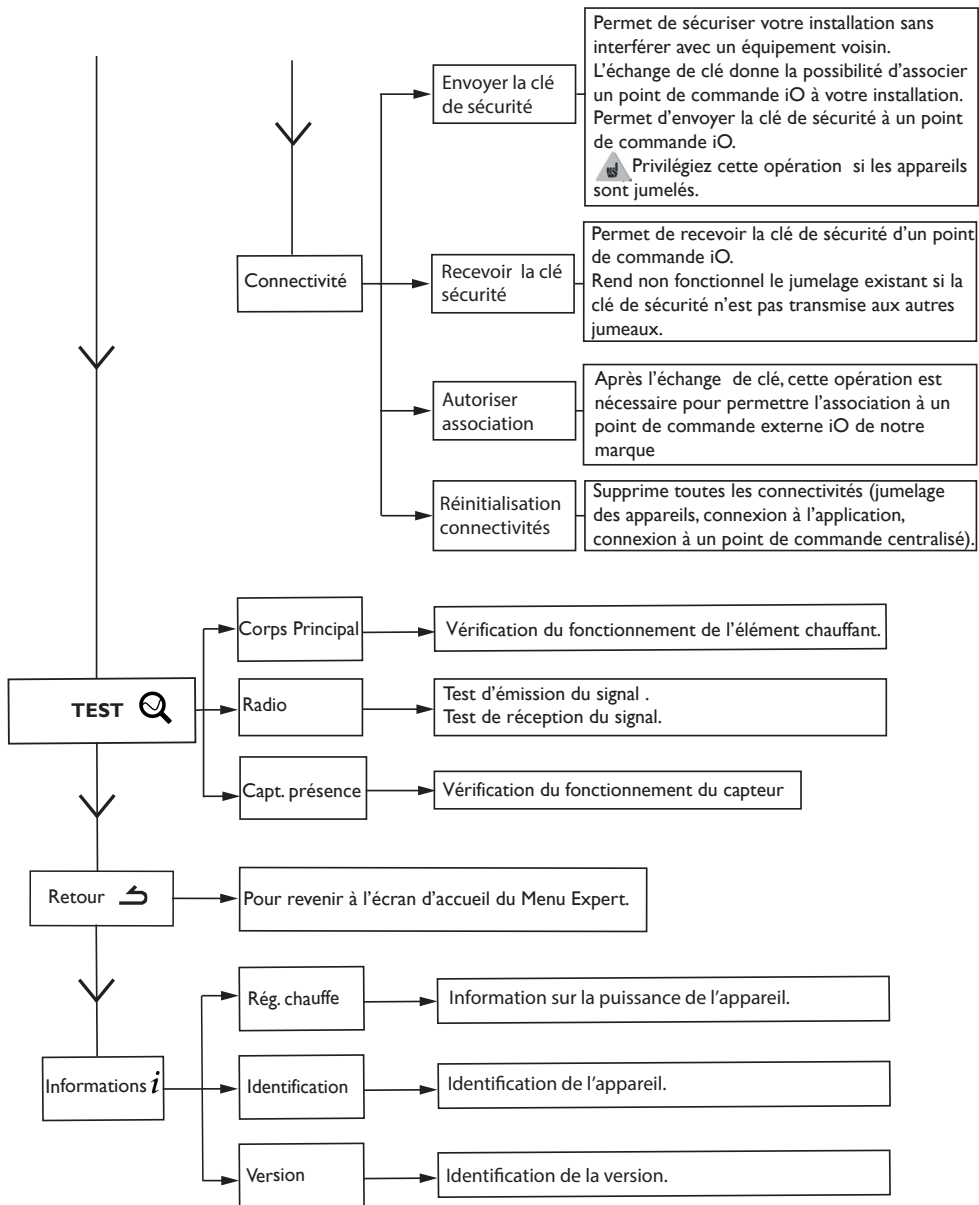 Envoyer la clé
de sécurité
Permet de sécuriser votre installation sans
interférer avec un équipement voisin.
L'échange de clé donne la possibilité d'associer
un point de commande iO à votre installation.
Permet d'envoyer la clé de sécurité à un point
de commande iO.
Privilégiez cette opération si les appareils
sont jumelés.
Connectivité
Recevoir la clé
sécurité
Permet de recevoir la clé de sécurité d'un point
de commande iO.
Rend non fonctionnel le jumelage existant si la
clé de sécurité n'est pas transmise aux autres
jumeaux.
Autoriser
association
Après l'échange de clé, cette opération est
nécessaire pour permettre l'association à un
point de commande externe iO de notre
marque
Réinitialisation
connectivités
Supprime toutes les connectivités (jumelage
des appareils, connexion à l'application,
connexion à un point de commande centralisé).
TEST
Corps Principal
Vérification du fonctionnement de l'élément chauffant.
Radio
Test d'émission du signal .
Test de réception du signal.
Capt. présence
Vérification du fonctionnement du capteur
Retour
Pour revenir à l'écran d'accueil du Menu Expert.
Informations i
Rég. chauffe
Information sur la puissance de l'appareil.
Identification
Identification de l'appareil.
Version
Identification de la version.